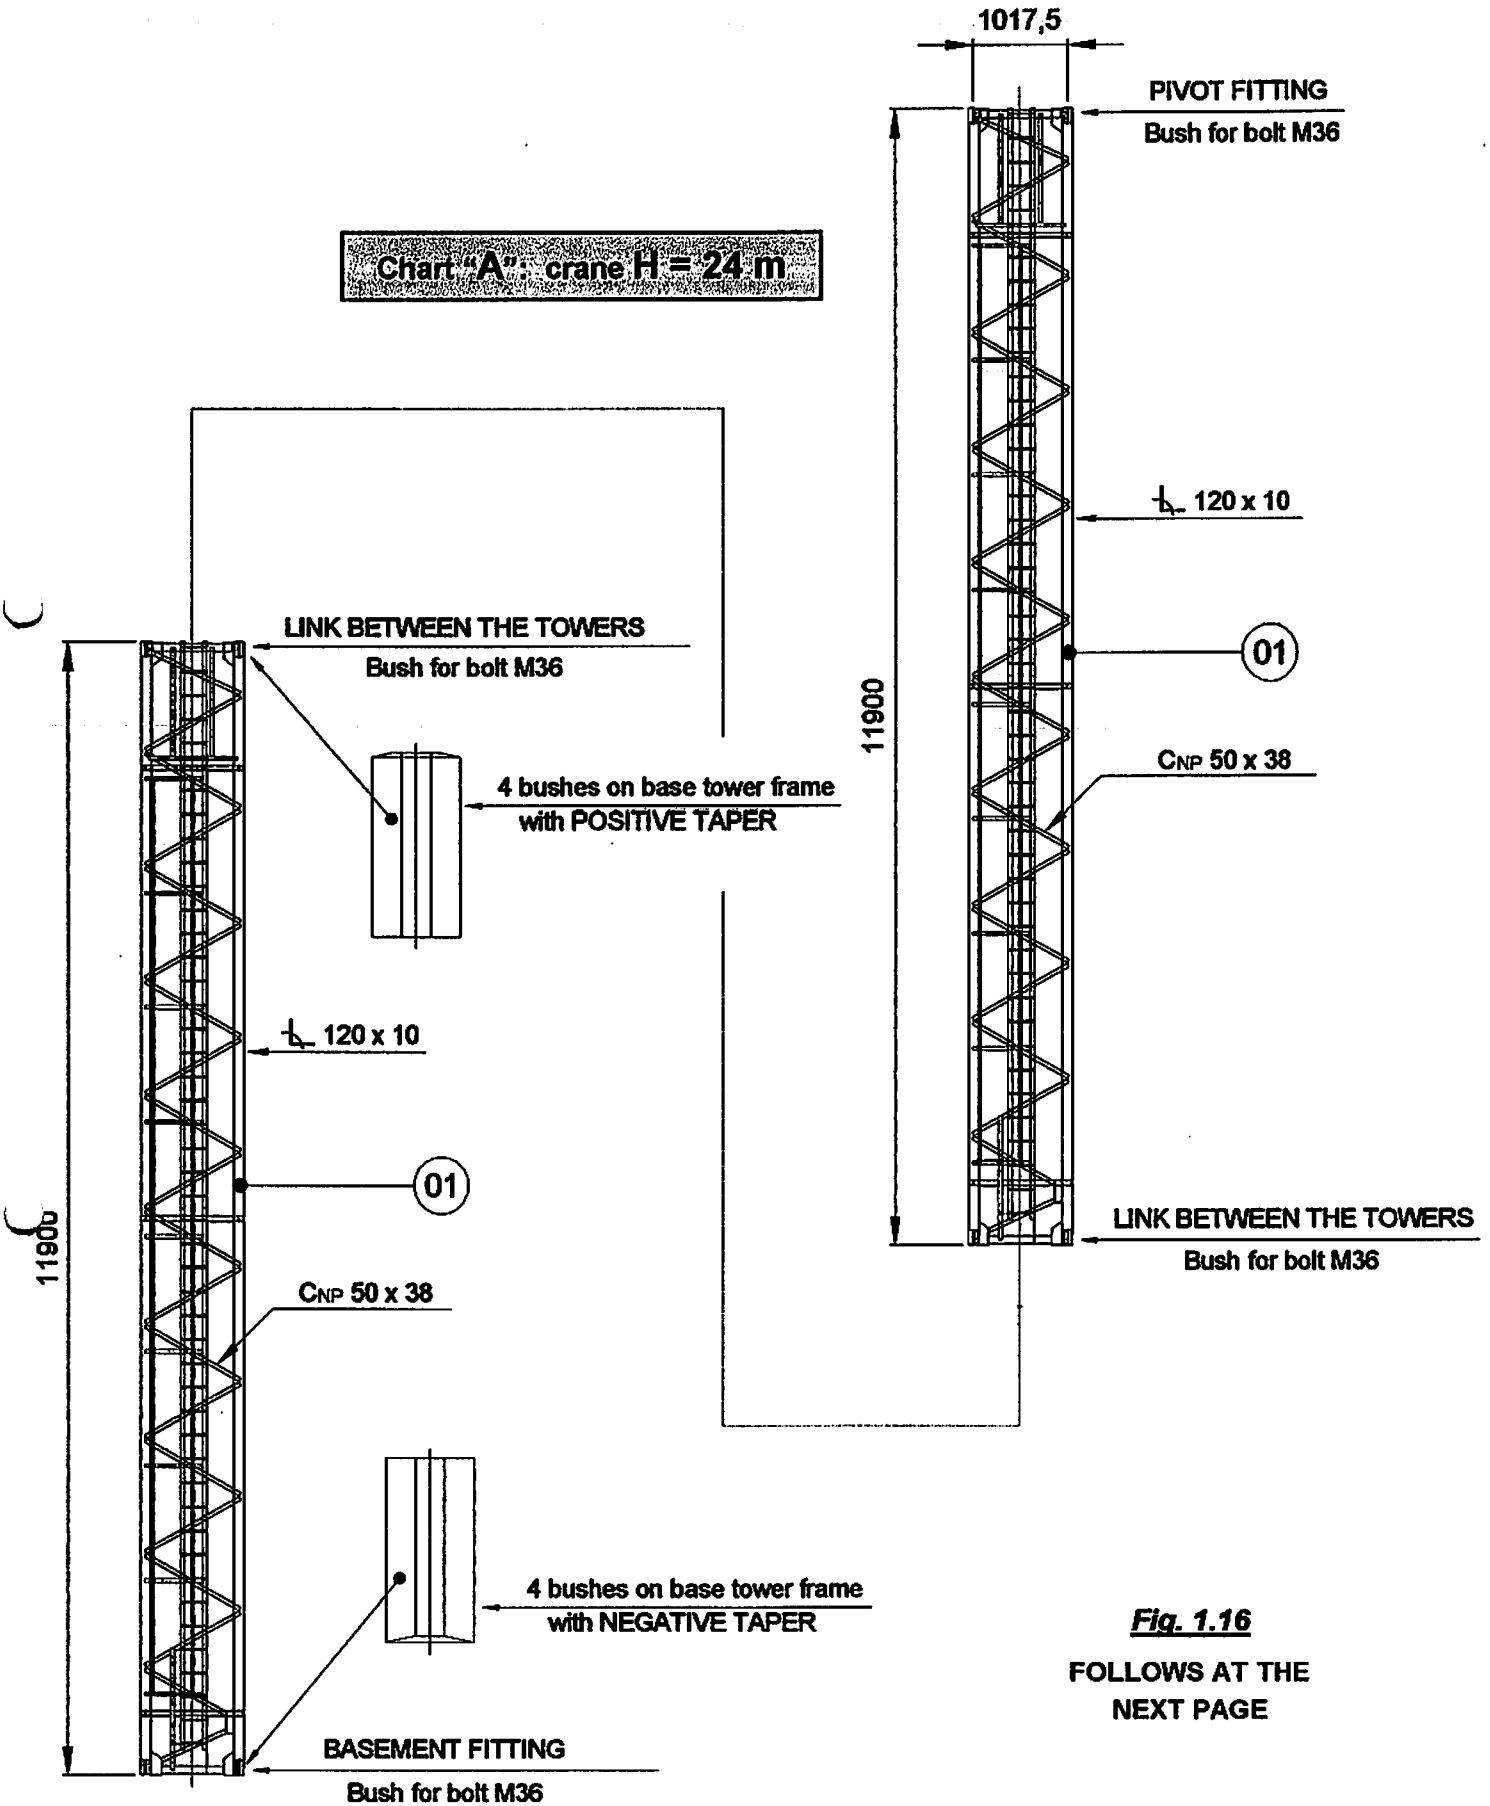 1017,5
PIVOT FITTING
Bush for bolt M36
Chart "A": crane H = 24 m
120 x 10
LINK BETWEEN THE TOWERS
Bush for bolt M36
01
11900
CNP 50 x 38
4 bushes on base tower frame
with POSITIVE TAPER
120 x 10
01
11900
LINK BETWEEN THE TOWERS
Bush for bolt M36
CNP 50 x 38
4 bushes on base tower frame
with NEGATIVE TAPER
Fig. 1.16
FOLLOWS AT THE
NEXT PAGE
BASEMENT FITTING
Bush for bolt M36